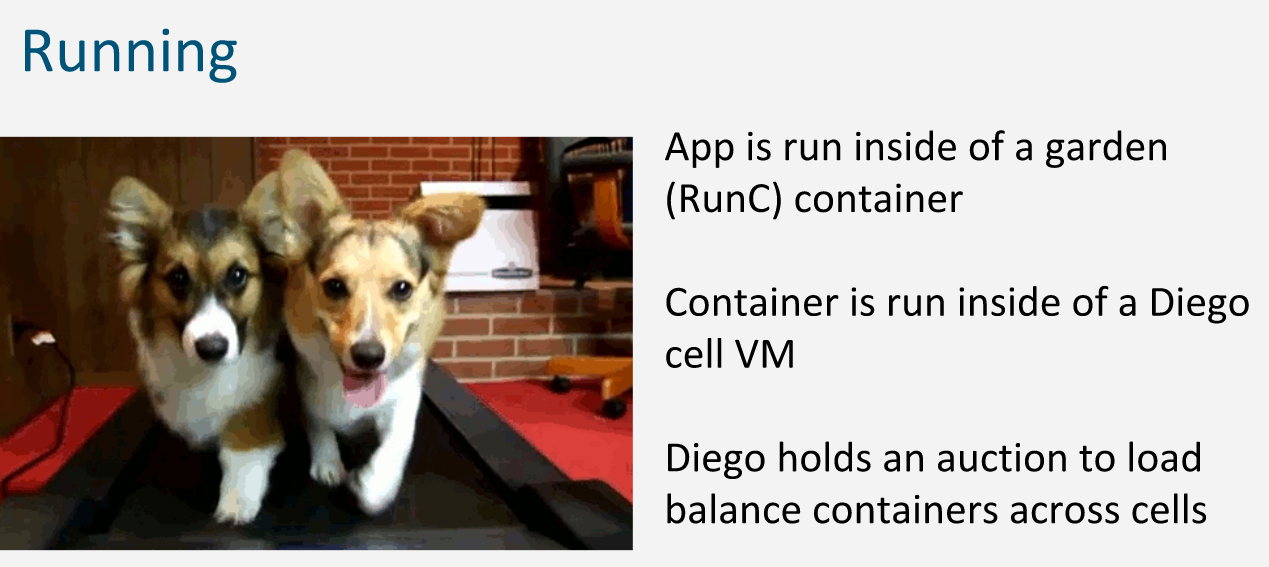 Running
App is run inside of a garden
(RunC) container
Container is run inside of a Diego
cell VM
Diego holds an auction to load
balance containers across cells